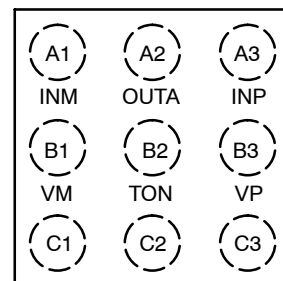 A1 A2 A3
INM OUTA INP
B1 B2 B3
VM TON VP
C1 C2 C3